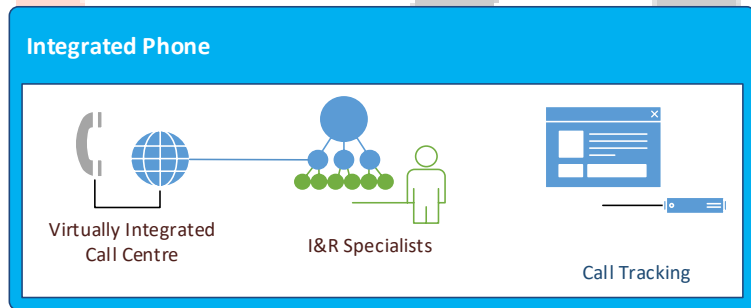 Integrated Phone
Virtually Integrated
Call Centre
I&R Specialists
Call Tracking